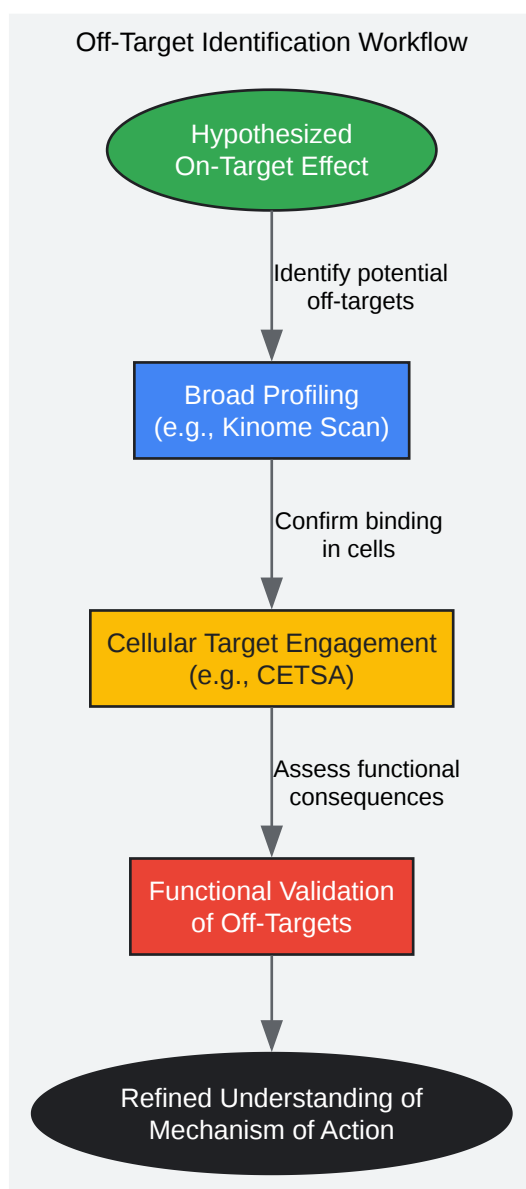 Off-Target Identification Workflow
Hypothesized
On-Target Effect
Identify potential
off-targets
Broad Profiling
(e.g., Kinome Scan)
Confirm binding
in cells
Cellular Target Engagement
(e.g., CETSA)
Assess functional
consequences
Functional Validation
of Off-Targets
Refined Understanding of
Mechanism of Action